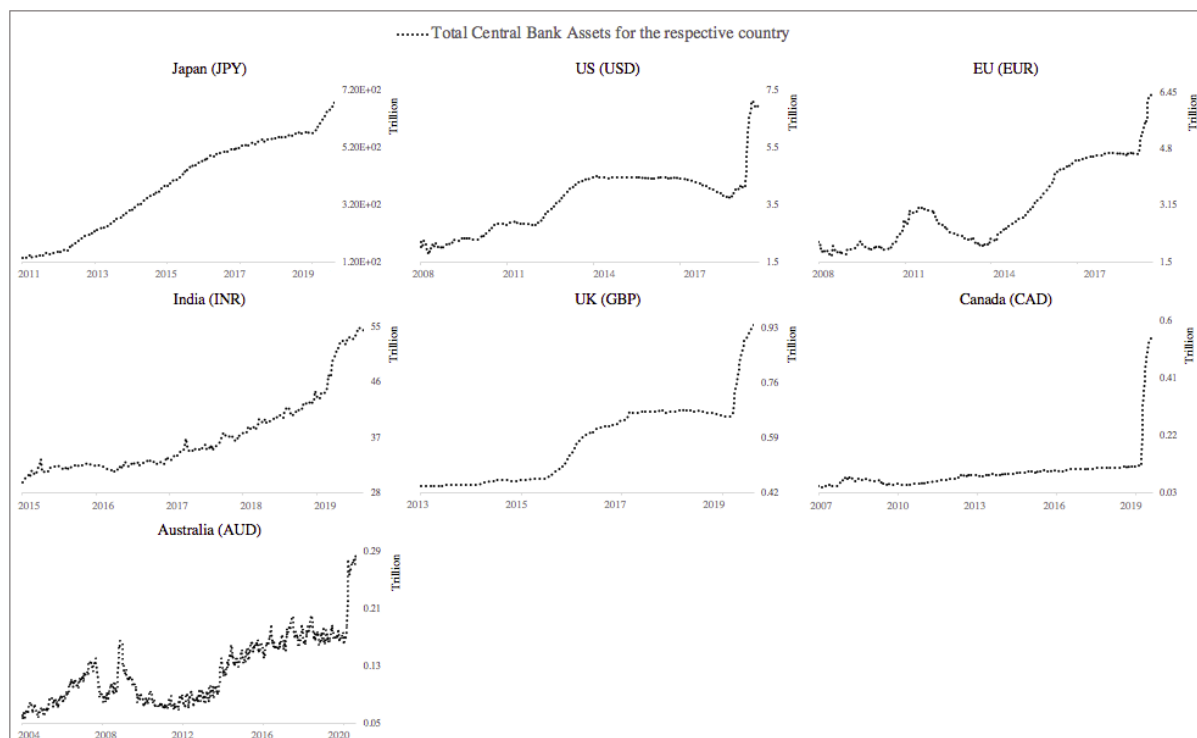 Total Central Bank Assets for the respective country
Japan (JPY)
7.20E+02
5.20E+02
3.20E+02
1.20E+02
Trillion
2011 2013 2015 2017 2019
US (USD)
7.5
5.5
3.5
1.5
Trillion
2008 2011 2014 2017
EU (EUR)
6.45
4.8
3.15
1.5
Trillion
2008 2011 2014 2017
India (INR)
55
46
37
28
Trillion
2015 2016 2017 2018 2019
UK (GBP)
0.93
0.76
0.59
0.42
Trillion
2013 2015 2017 2019
Canada (CAD)
0.6
0.41
0.22
0.03
Trillion
2007 2010 2013 2016 2019
Australia (AUD)
0.29
0.21
0.13
0.05
Trillion
2004 2008 2012 2016 2020